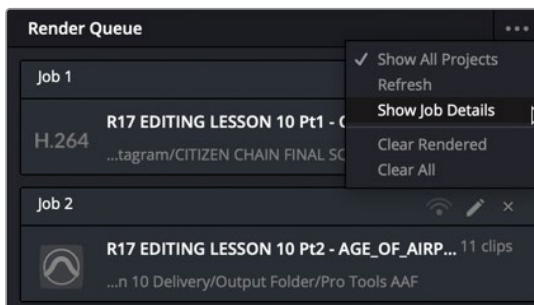 Render Queue
Show All Projects
Refresh
Show Job Details
Clear Rendered
Clear All
Job 1
H.264
R17 EDITING LESSON 10 Pt1 -
...tagram/CITIZEN CHAIN FINAL
Job 2
R17 EDITING LESSON 10 Pt2 - AGE_OF_AIRP... 11 clips
...n 10 Delivery/Output Folder/Pro Tools AAF